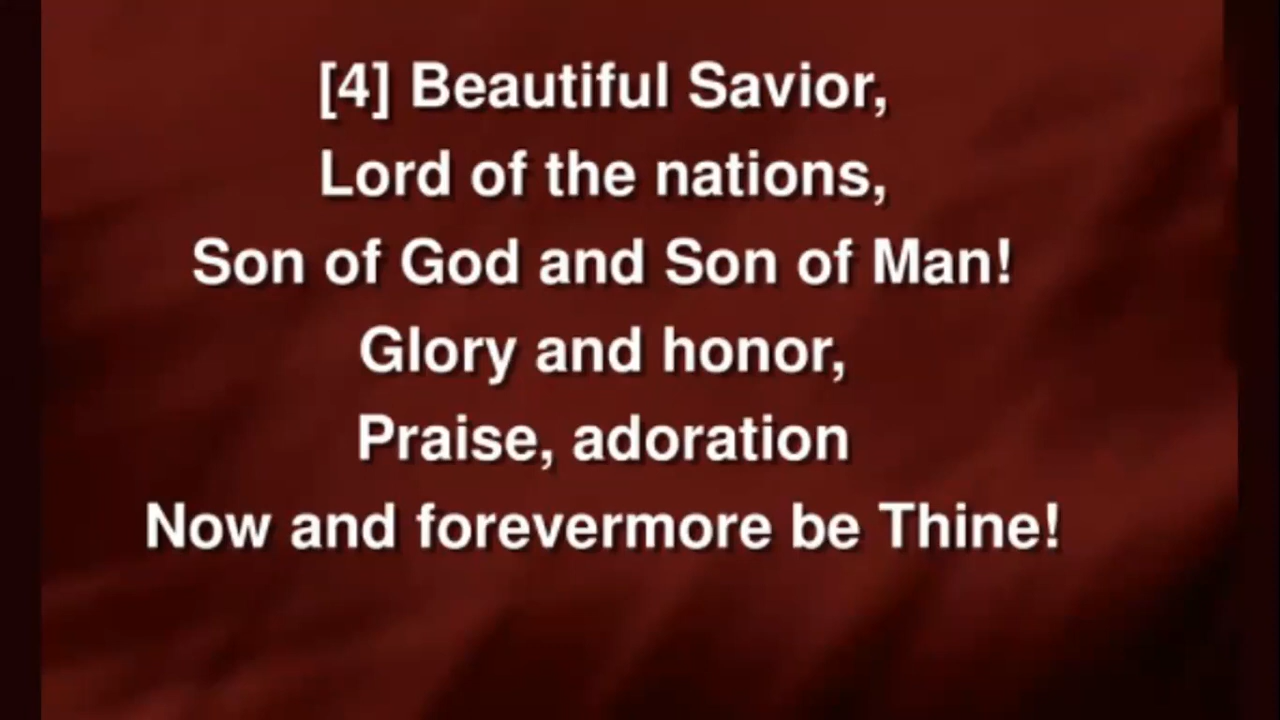 [4] Beautiful Savior,
Lord of the nations,
Son of God and Son of Man!
Glory and honor,
Praise, adoration
Now and forevermore be Thine!